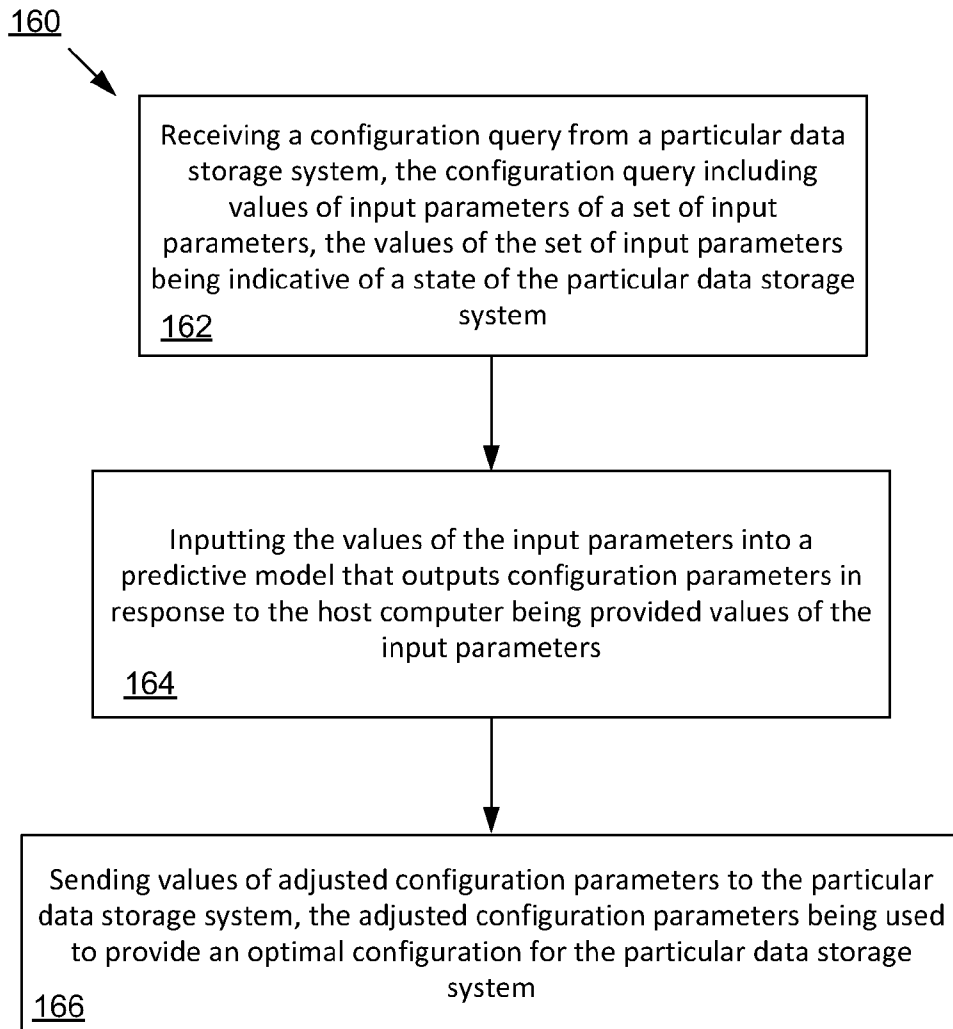 160
Receiving a configuration query from a particular data
storage system, the configuration query including
values of input parameters of a set of input
parameters, the values of the set of input parameters
being indicative of a state of the particular data storage
system
162
Inputting the values of the input parameters into a
predictive model that outputs configuration parameters in
response to the host computer being provided values of the
input parameters
164
Sending values of adjusted configuration parameters to the particular
data storage system, the adjusted configuration parameters being used
to provide an optimal configuration for the particular data storage
system
166